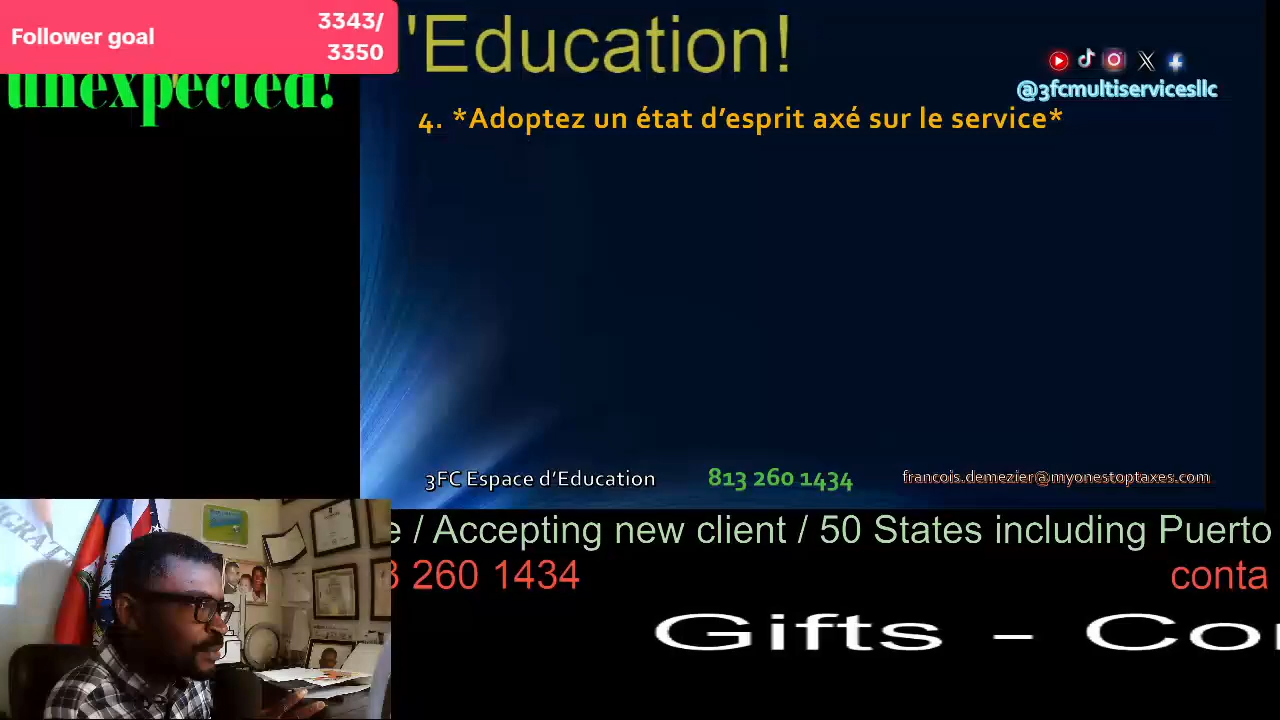 Follower goal
3343/
3350
'Education!
unexpected!
@3fcmultiservicesllc
4. *Adoptez un état d’esprit axé sur le service*
3FC Espace d’Education
813 260 1434
francois.demezier@myonestoptaxes.com
e / Accepting new client / 50 States including Puerto
3 260 1434
conta
Gifts - Co